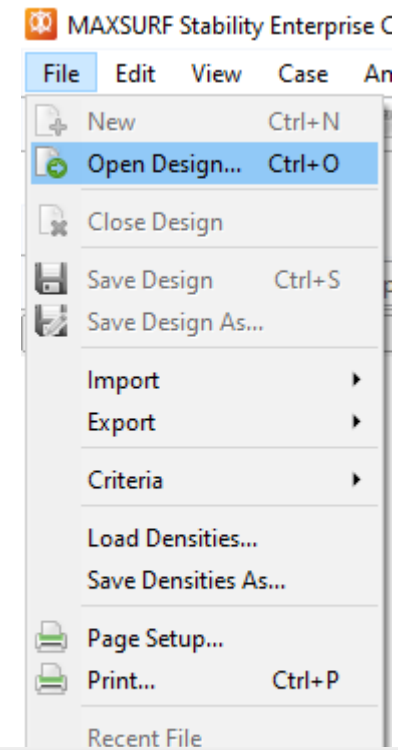 MAXSURF Stability Enterprise C
File Edit View Case An
New Ctrl+N
Open Design... Ctrl+O
Close Design
Save Design Ctrl+S
Save Design As...
Import
Export
Criteria
Load Densities...
Save Densities As...
Page Setup...
Print... Ctrl+P
Recent File